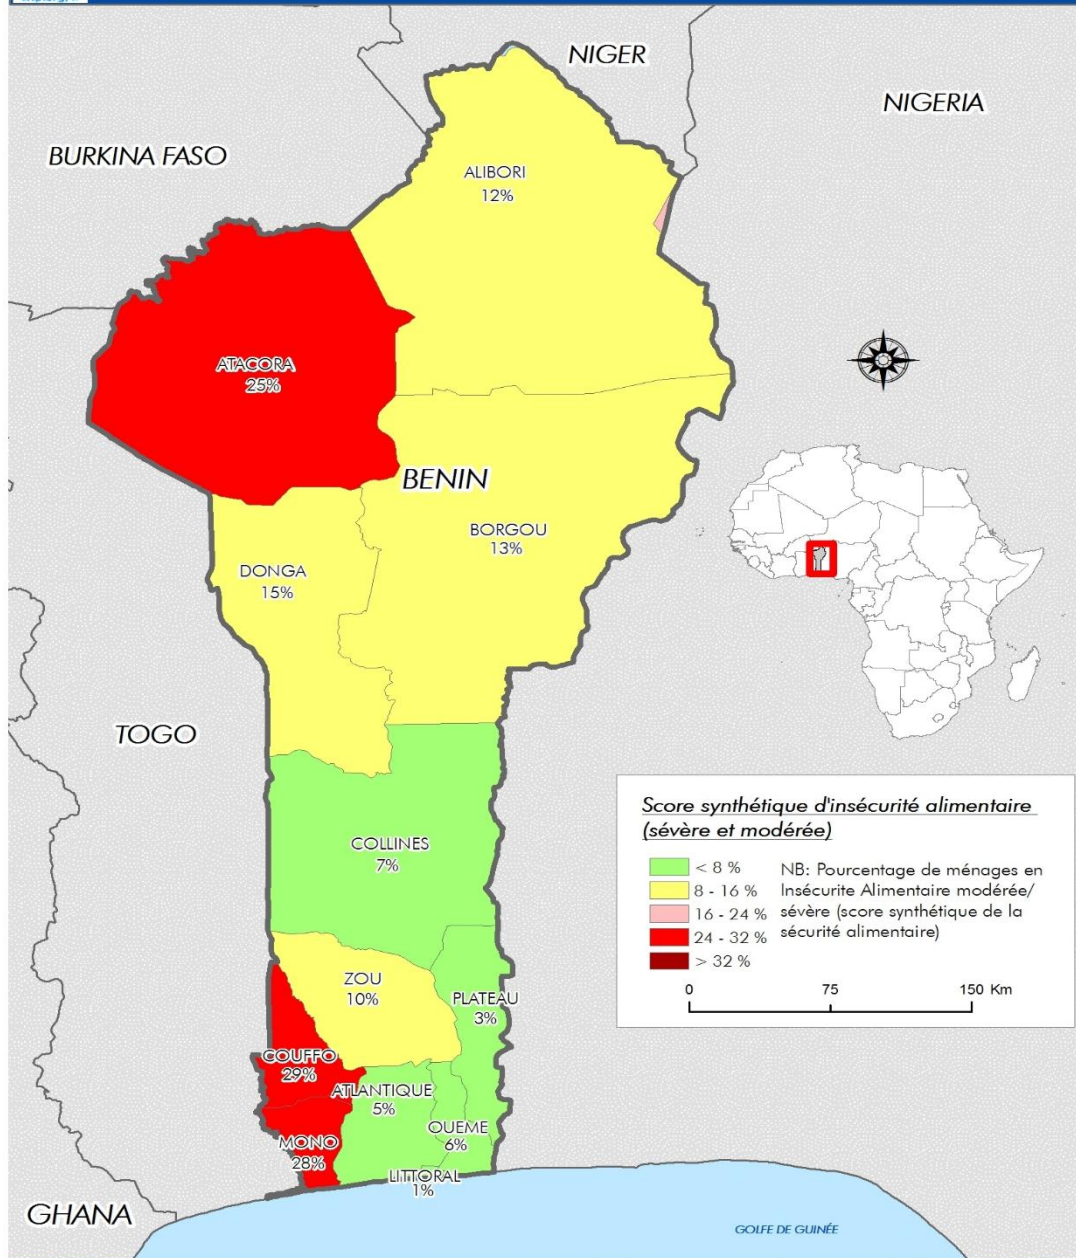 NIGER
NIGERIA
BURKINA FASO
ALIBORI
12%
ATACORA
25%
BENIN
BORGOU
13%
DONGA
15%
TOGO
COLLINES
7%
Score synthétique d'insécurité alimentaire
(sévère et modérée)
< 8 %
8 - 16 %
16 - 24 %
24 - 32 %
> 32 %
NB: Pourcentage de ménages en
Insécurite Alimentaire modérée/
sévère (score synthétique de la
sécurité alimentaire)
0 75 150 Km
ZOU
10%
PLATEAU
3%
COUFFO
29%
ATLANTIQUE
5%
OUEME
6%
MONO
28%
LITTORAL
1%
GHANA
GOLFE DE GUINÉE